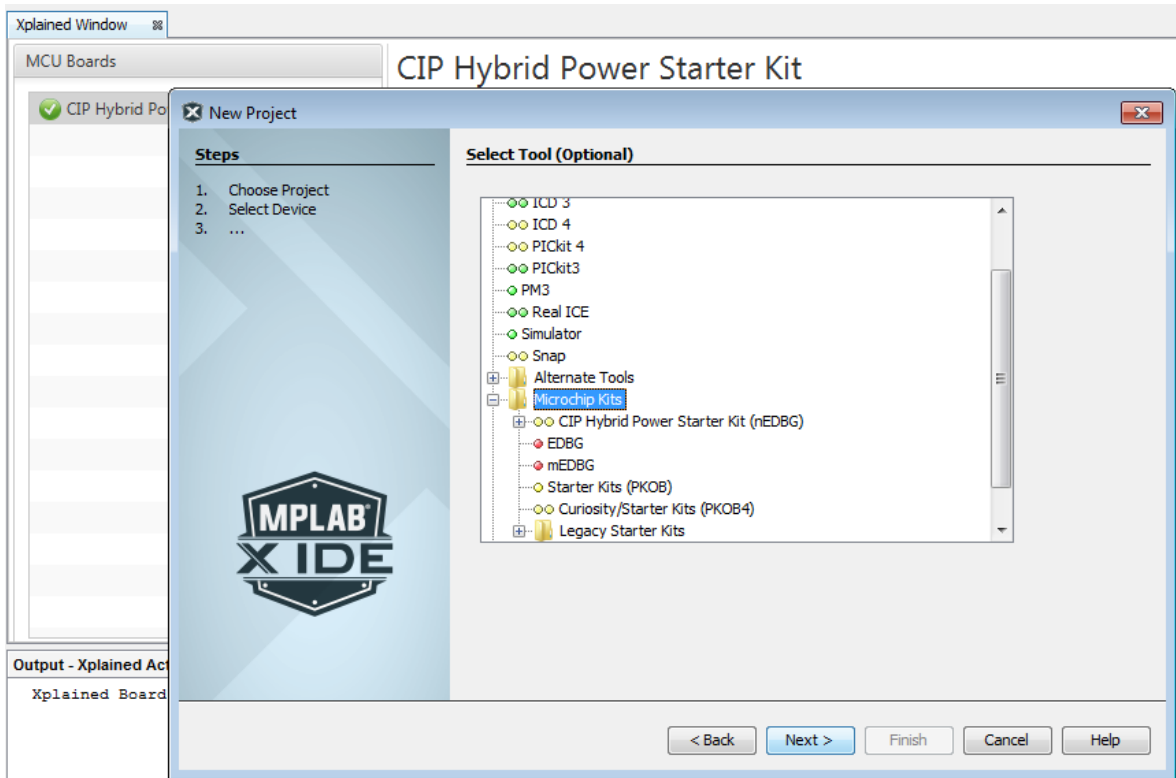 Xplained Window
MCU Boards
CIP Hybrid Power Starter Kit
CIP Hybrid Po
New Project
Steps
1. Choose Project
2. Select Device
3. ...
Select Tool (Optional)
ICD 3
ICD 4
PICkit 4
PICkit3
PM3
Real ICE
Simulator
Snap
Alternate Tools
Microchip Kits
CIP Hybrid Power Starter Kit (nEDBG)
EDBG
mEDBG
Starter Kits (PKOB)
Curiosity/Starter Kits (PKOB4)
Legacy Starter Kits
MPLAB®
X IDE
Output - Xplained Act
Xplained Board
< Back Next > Finish Cancel Help